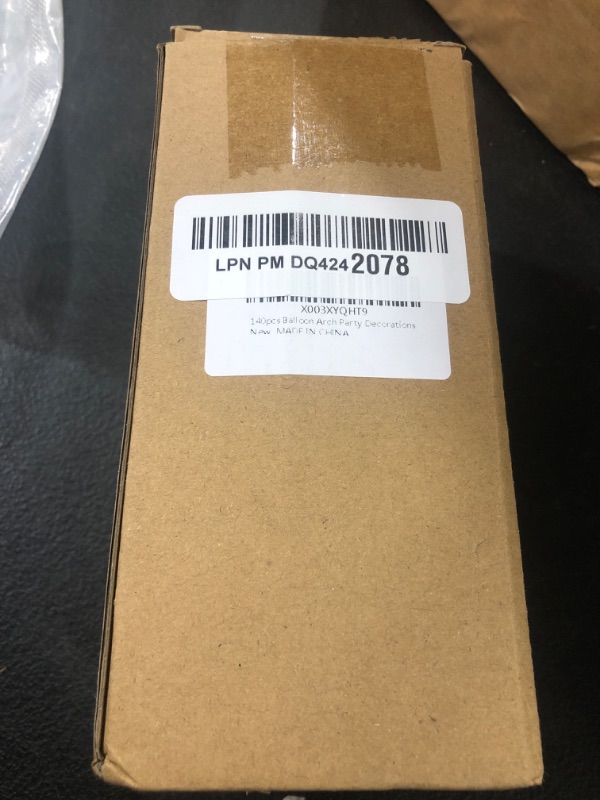 LPN PM DQ4242078
X003XYQHT9
140pcs Balloon Arch Party Decorations
New MADE IN CHINA